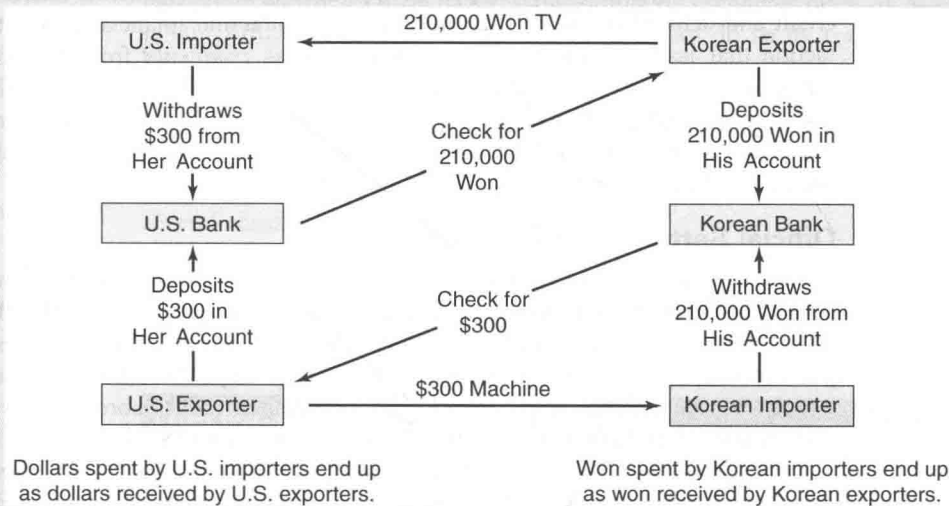 210,000 Won TV
U.S. Importer
Korean Exporter
Withdraws
$300 from
Her Account
Check for
210,000
Won
Deposits
210,000 Won in
His Account
U.S. Bank
Korean Bank
Deposits
$300 in
Her Account
Check for
$300
Withdraws
210,000 Won from
His Account
U.S. Exporter
$300 Machine
Korean Importer
Dollars spent by U.S. importers end up
as dollars received by U.S. exporters.
Won spent by Korean importers end up
as won received by Korean exporters.